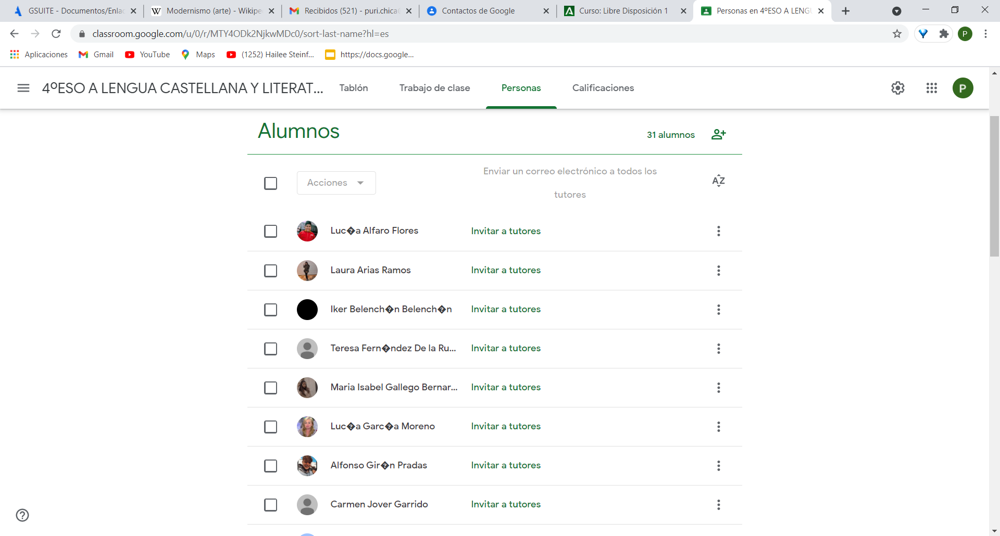 GSUITE - Documentos/Enlac
Modernismo (arte) - Wikipe
Recibidos (521) - puri.chica
Contactos de Google
Curso: Libre Disposición 1
Personas en 4ºESO A LENGU
classroom.google.com/u/0/r/MTY4ODk2NjkwMDc0/sort-last-name?hl=es
P
Aplicaciones
Gmail
YouTube
Maps
(1252) Hailee Steinf...
https://docs.google...
4ºESO A LENGUA CASTELLANA Y LITERAT...
Tablón
Trabajo de clase
Personas
Calificaciones
P
Alumnos
31 alumnos
Acciones
Enviar un correo electrónico a todos los
tutores
AZ
Luc�a Alfaro Flores Invitar a tutores
Laura Arias Ramos Invitar a tutores
Iker Belench�n Belench�n Invitar a tutores
Teresa Fern�ndez De la Ru... Invitar a tutores
Maria Isabel Gallego Bernar... Invitar a tutores
Luc�a Garc�a Moreno Invitar a tutores
Alfonso Gir�n Pradas Invitar a tutores
Carmen Jover Garrido Invitar a tutores